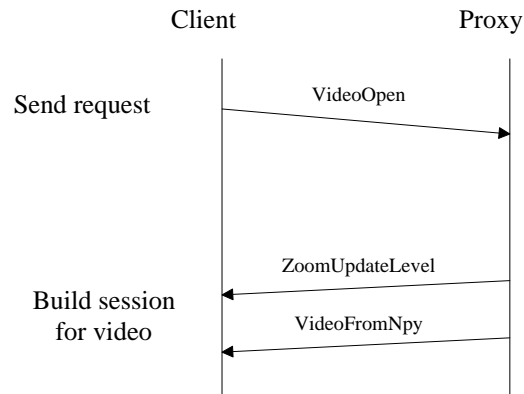 Client
Proxy
Send request
VideoOpen
ZoomUpdateLevel
Build session
for video
VideoFromNpy